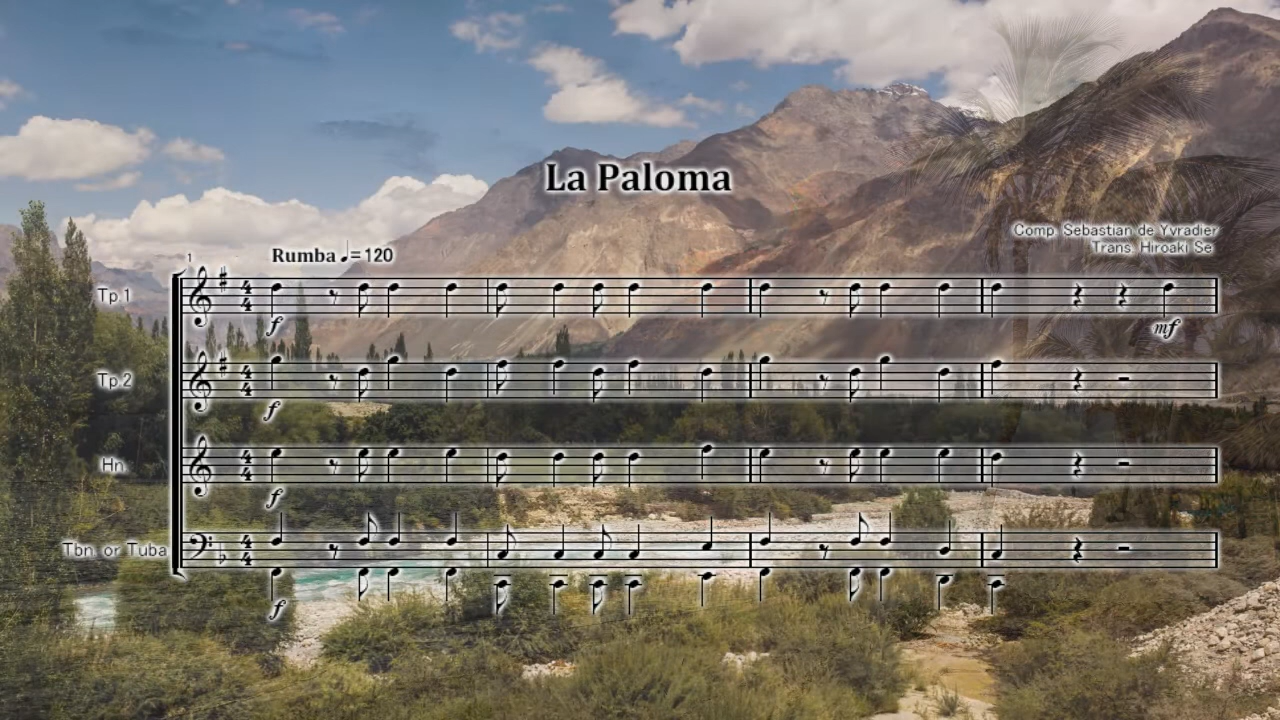 La Paloma
Comp. Sebastian de Yvradier
Trans. Hiroaki Se
Rumba ♩=120
1
Tp 1
f
mf
Tp.2
f
Hn.
f
Tbn or Tuba
f